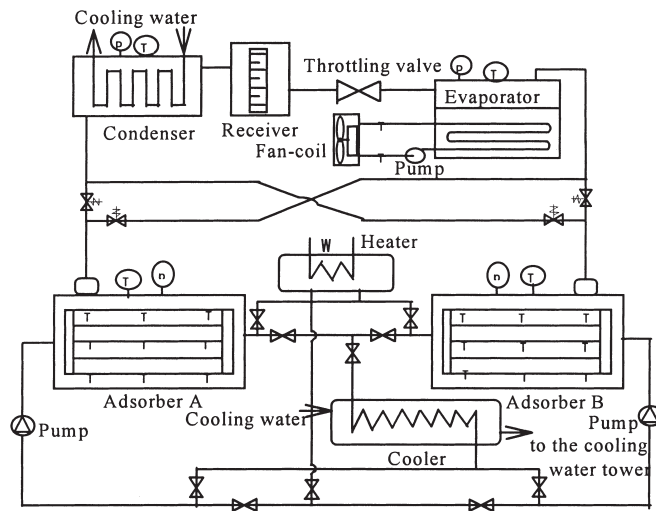 Cooling water
P T
P T
Throttling valve
Evaporator
Condenser
Receiver
Fan-coil
Pump
W Heater
T n
n T
T T T
T T T
T T T
T T T
T T T
T T T
Adsorber A
Adsorber B
Cooling water
Pump
Pump
to the cooling
water tower
Cooler